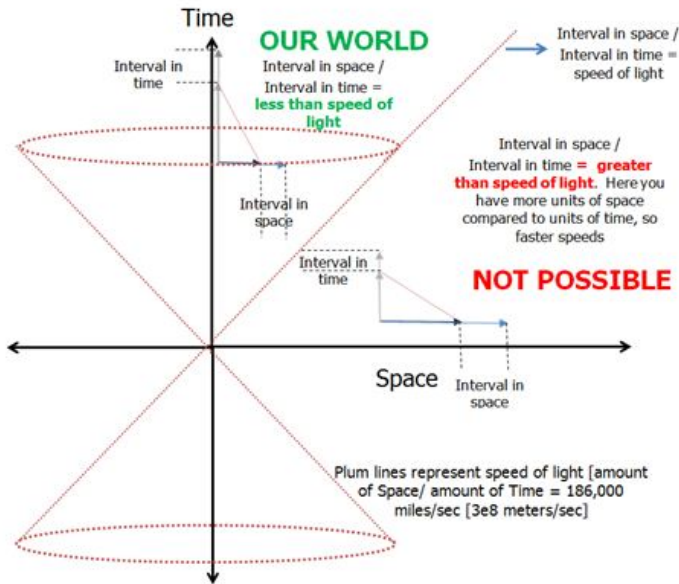 Time
OUR WORLD
Interval in space /
Interval in time =
less than speed of
light
Interval in
time
Interval in
space
Interval in space /
Interval in time =
speed of light
Interval in space /
Interval in time = greater
than speed of light. Here you
have more units of space
compared to units of time, so
faster speeds
NOT POSSIBLE
Interval in
time
Space
Interval in
space
Plum lines represent speed of light [amount
of Space/ amount of Time = 186,000
miles/sec [3e8 meters/sec]